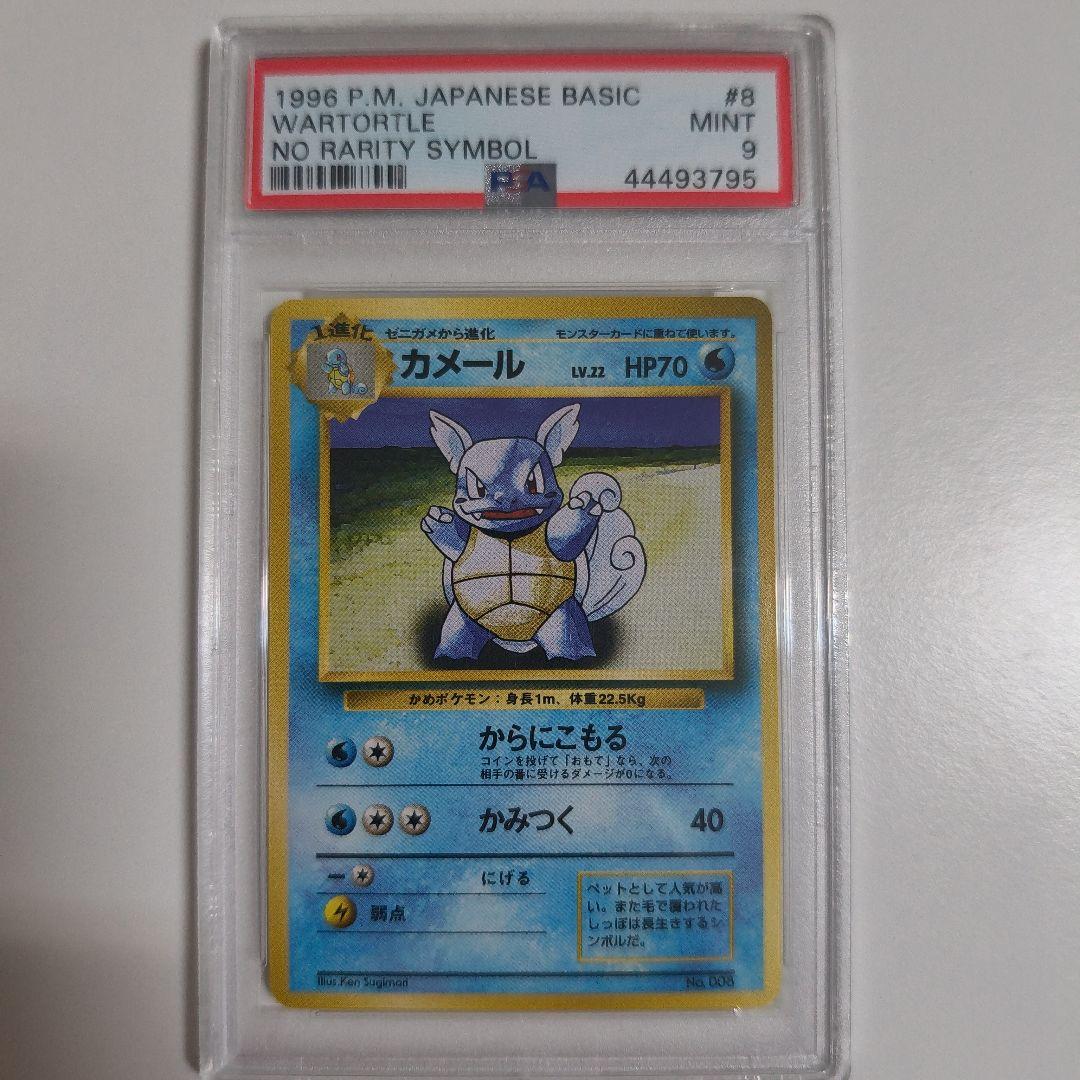 1996 P.M. JAPANESE BASIC #8
WARTORTLE MINT
NO RARITY SYMBOL 9
PSA 44493795
1進化 ゼニガメから進化 モンスターカードに重ねて使います。
カメール LV.22 HP70
かめポケモン：身長1m、体重22.5Kg
からにこもる
コインを投げて「おもて」なら、次の
相手の番に受けるダメージが0になる。
かみつく 40
にげる
弱点
ペットとして人気が高
い。また毛で覆われた
しっぽは長生きするシ
ンボルだ。
Illus.Ken Sugimori No. 008